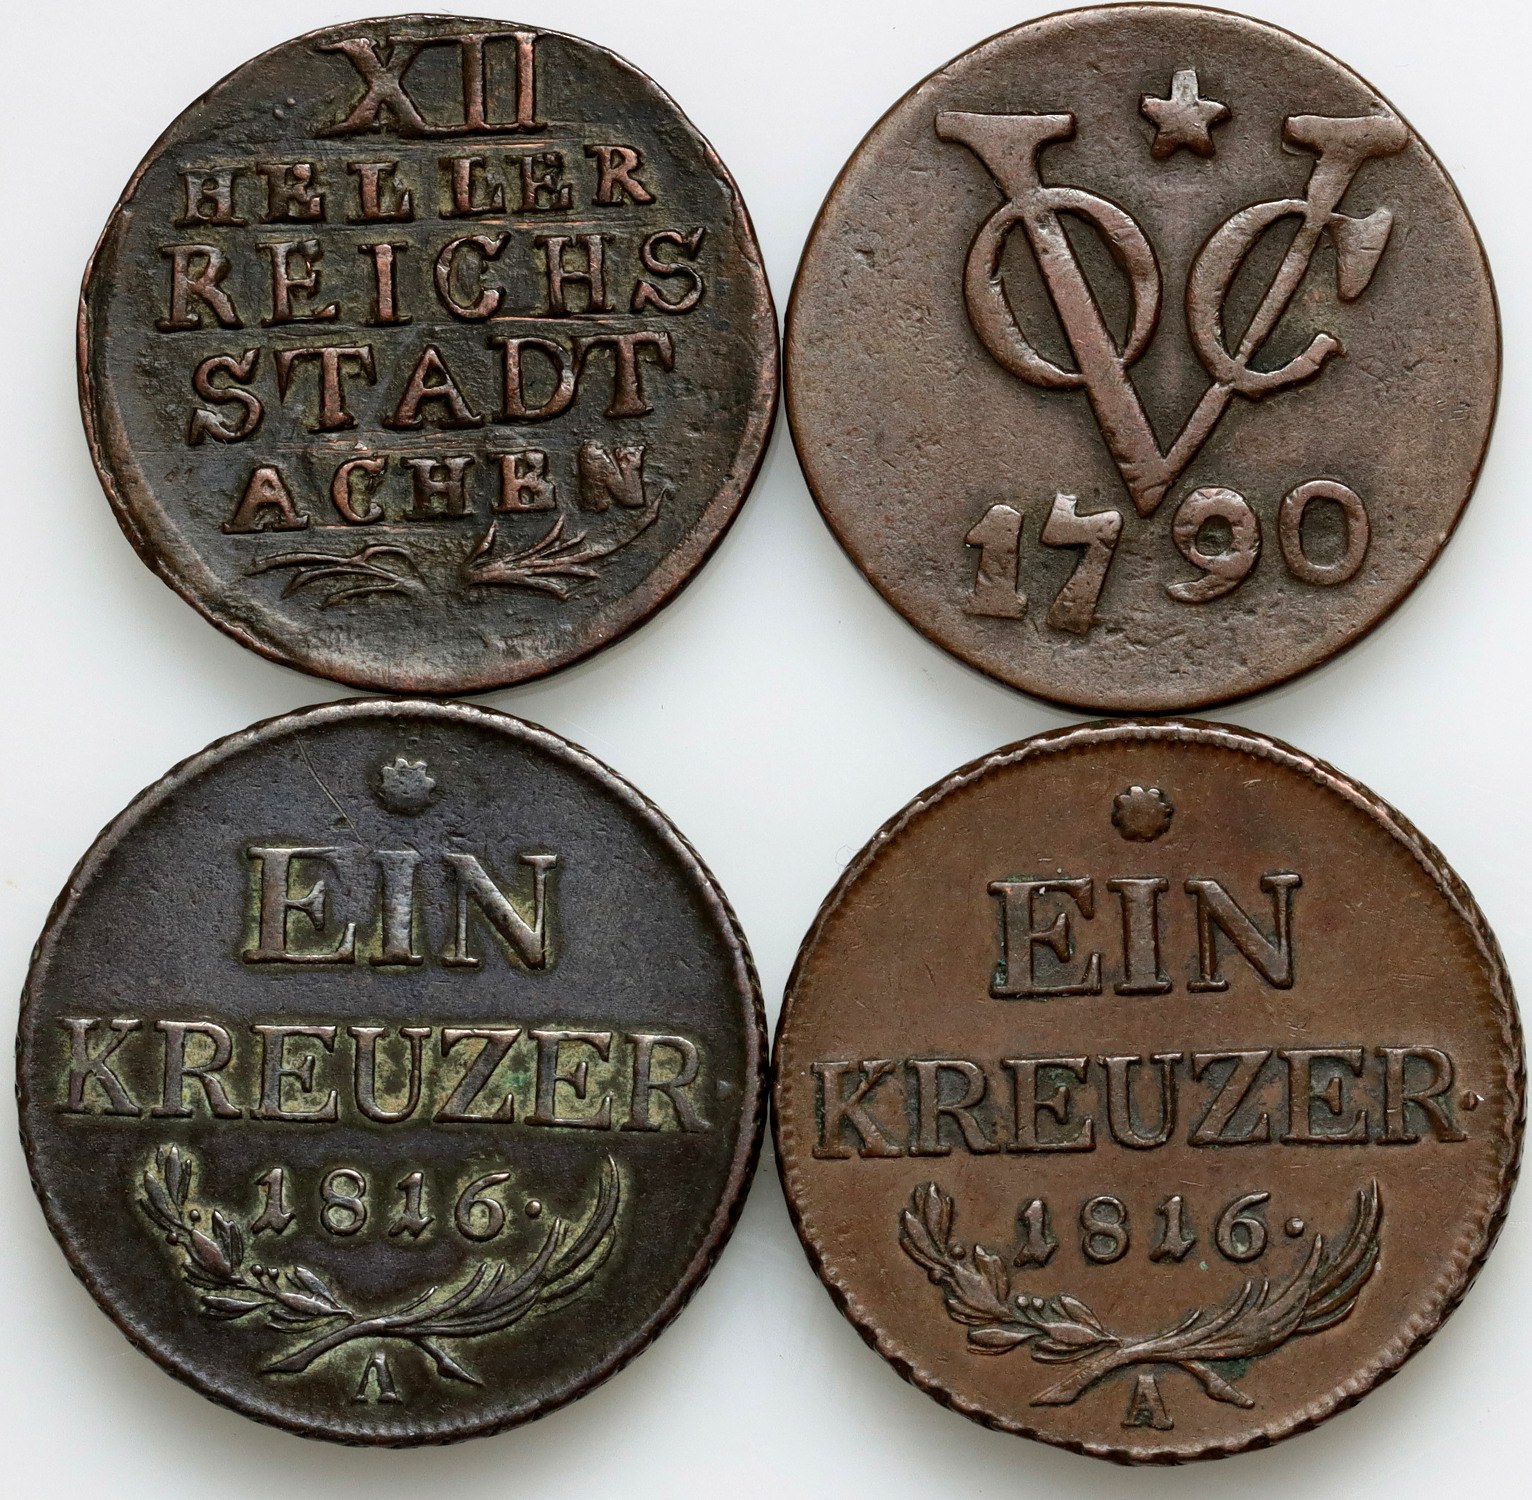 XII
HELLER
REICHS
STADT
ACHEN
VOC
1790
EIN
KREUZER
1816.
A
EIN
KREUZER.
1816.
A